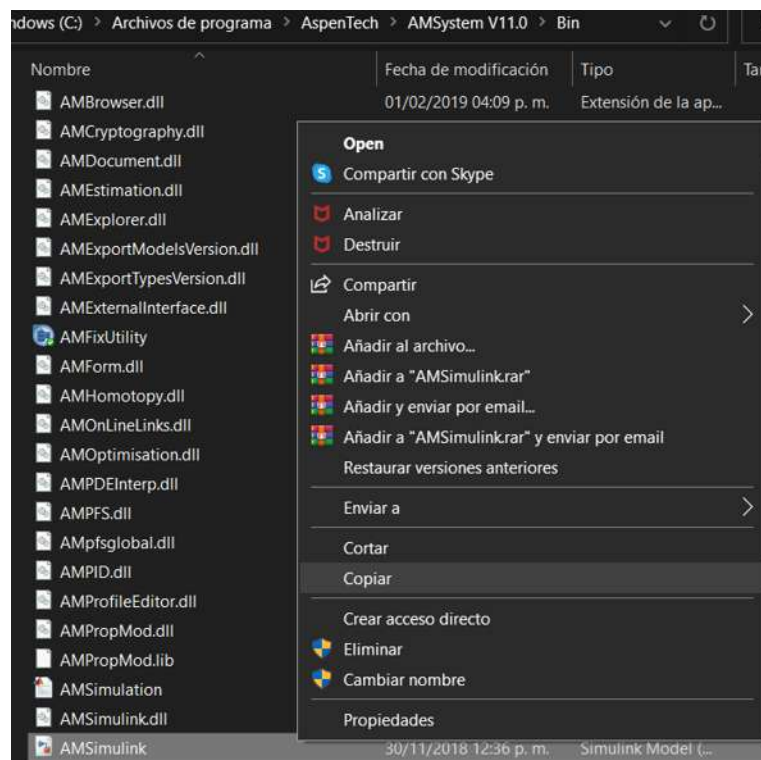 ndows (C:) > Archivos de programa > AspenTech > AMSystem V11.0 > Bin
Nombre Fecha de modificación Tipo Ta
AMBrowser.dll 01/02/2019 04:09 p. m. Extensión de la ap...
AMCryptography.dll
AMDocument.dll
AMEstimation.dll
AMExplorer.dll
AMExportModelsVersion.dll
AMExportTypesVersion.dll
AMExternalInterface.dll
AMFixUtility
AMForm.dll
AMHomotopy.dll
AMOnLineLinks.dll
AMOptimisation.dll
AMPDEInterp.dll
AMPFS.dll
AMpfsglobal.dll
AMPID.dll
AMProfileEditor.dll
AMPropMod.dll
AMPropMod.lib
AMSimulation
AMSimulink.dll
AMSimulink 30/11/2018 12:36 p. m. Simulink Model (...
Open
Compartir con Skype
Analizar
Destruir
Compartir
Abrir con
Añadir al archivo...
Añadir a "AMSimulink.rar"
Añadir y enviar por email...
Añadir a "AMSimulink.rar" y enviar por email
Restaurar versiones anteriores
Enviar a
Cortar
Copiar
Crear acceso directo
Eliminar
Cambiar nombre
Propiedades